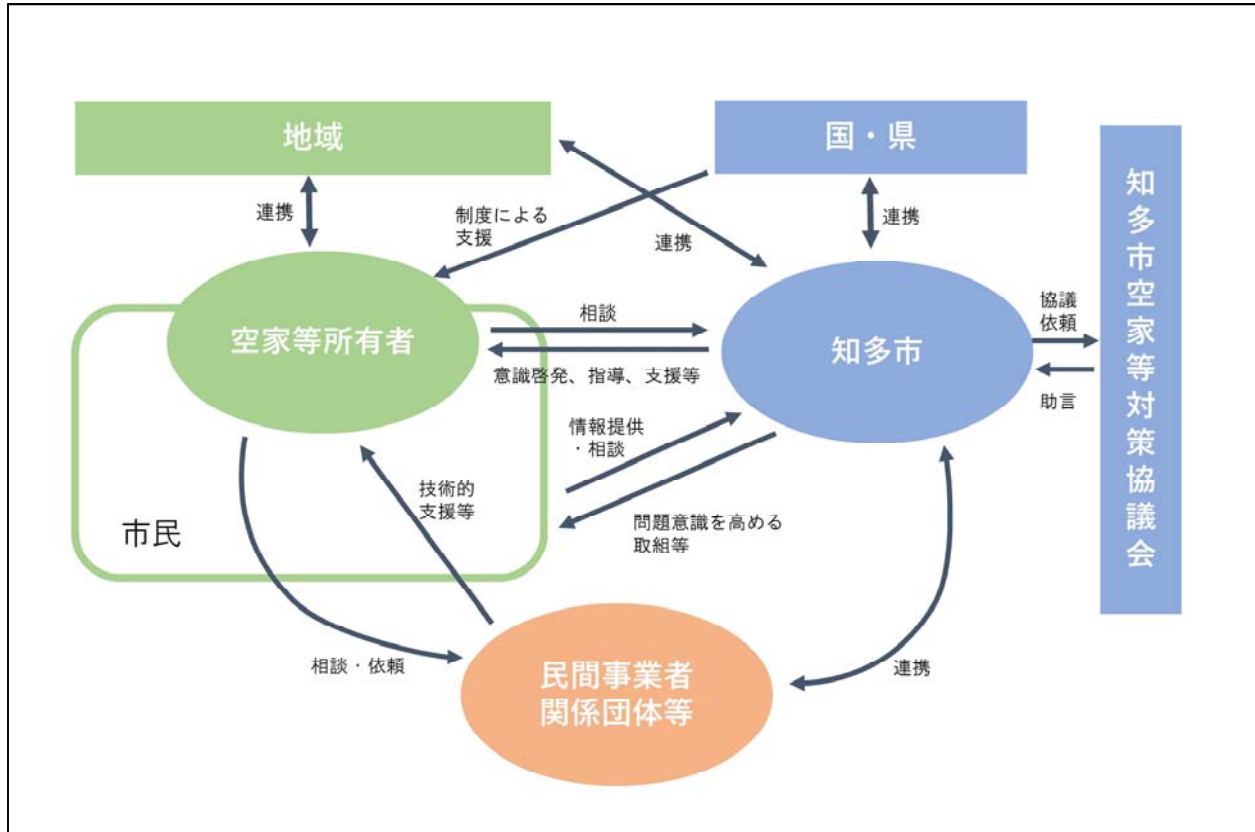 地域
国・県
連携
制度による
支援
連携
連携
知多市空家等対策協議会
空家等所有者
相談
意識啓発、指導、支援等
知多市
協議
依頼
助言
情報提供
・相談
技術的
支援等
問題意識を高める
取組等
市民
相談・依頼
民間事業者
関係団体等
連携